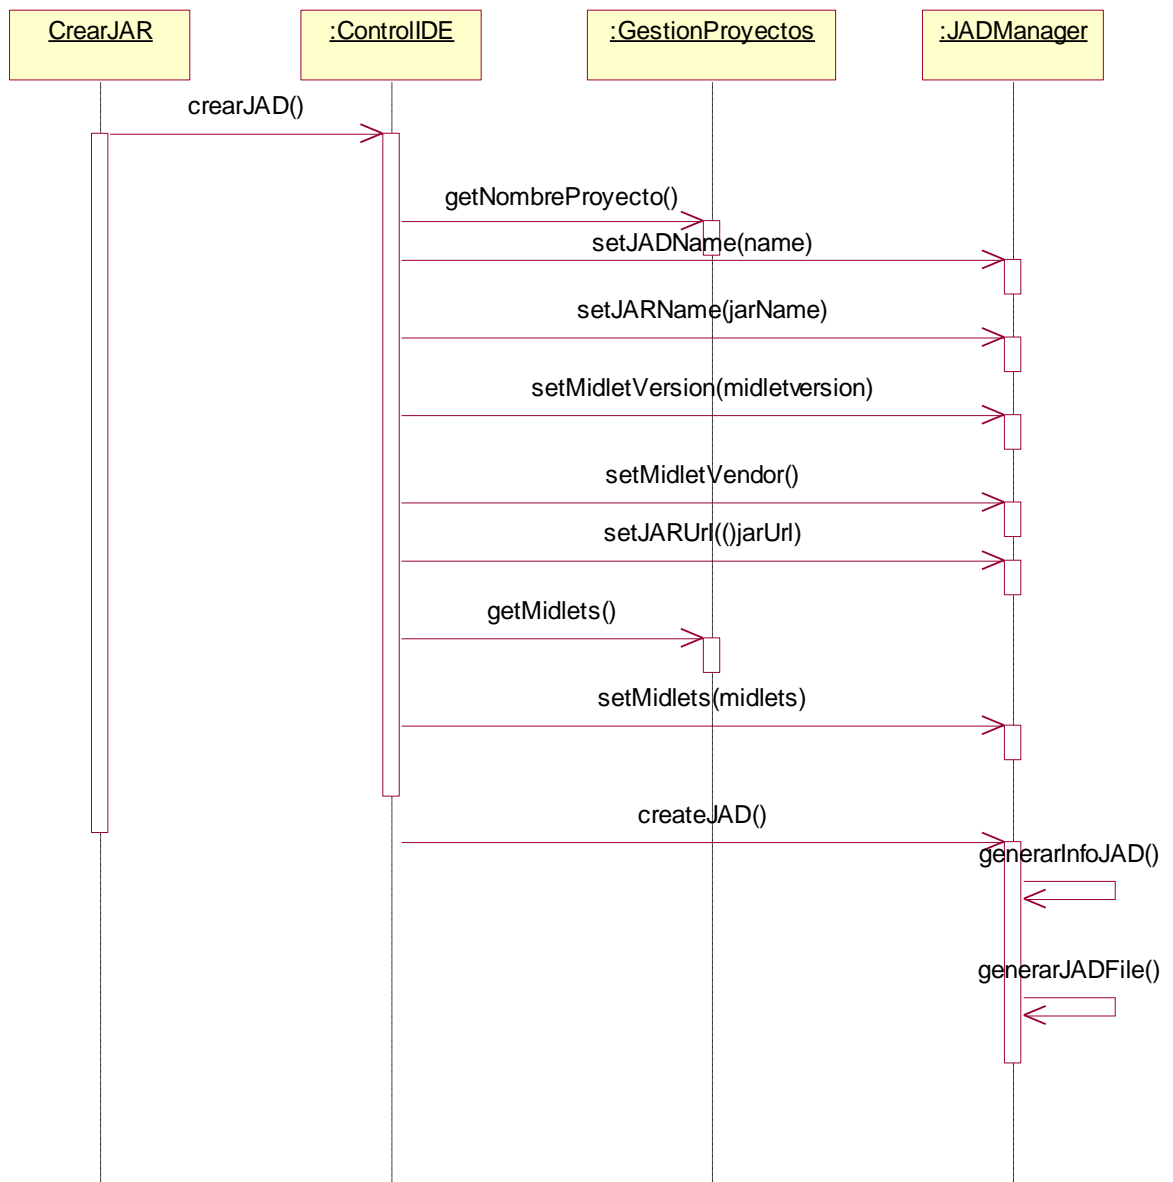 CrearJAR
:ControlIDE
:GestionProyectos
:JADManager
crearJAD()
getNombreProyecto()
setJADName(name)
setJARName(jarName)
setMidletVersion(midletversion)
setMidletVendor()
setJARUrl(()jarUrl)
getMidlets()
setMidlets(midlets)
createJAD()
generarInfoJAD()
generarJADFile()